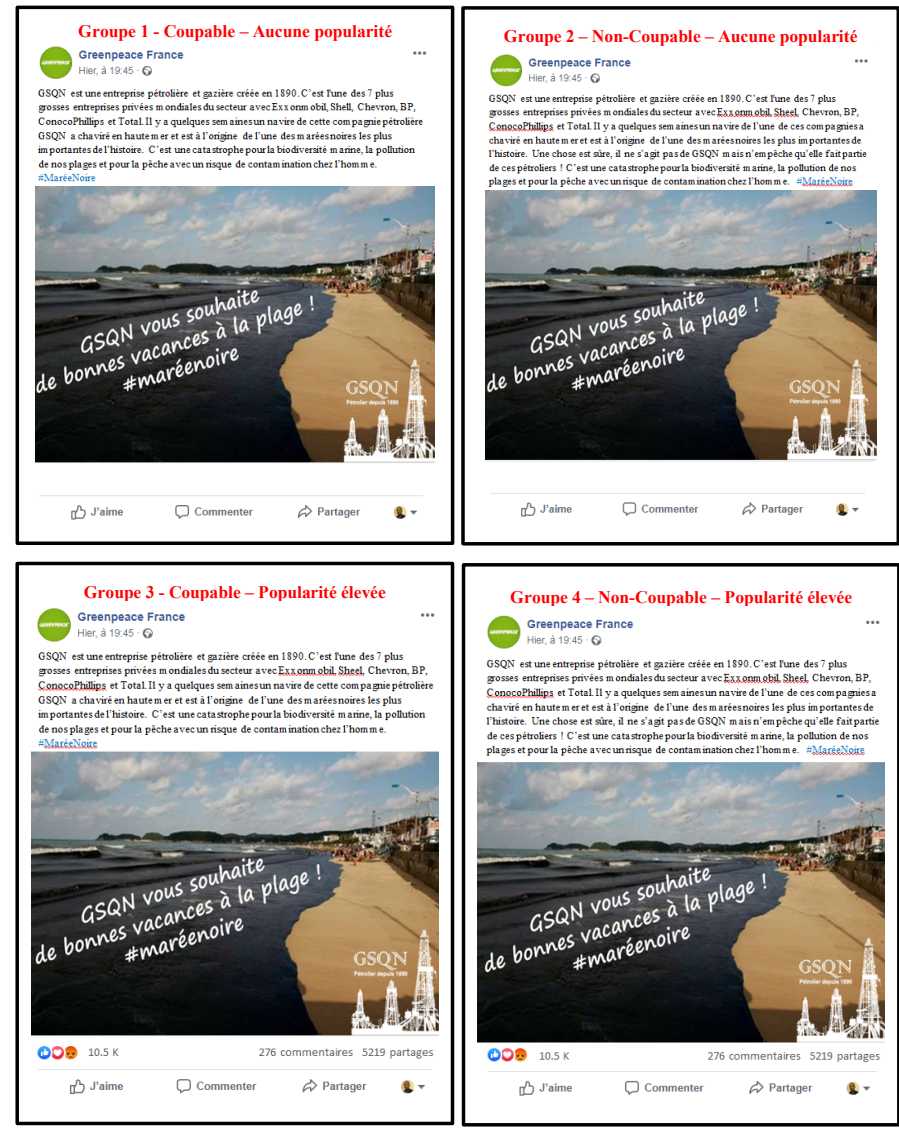 Groupe 1 - Coupable – Aucune popularité
Greenpeace France
Hier, à 19:45 ·
GREENPEACE
GSQN est une entreprise pétrolière et gazière créée en 1890. C'est l'une des 7 plus
grosses entreprises privées mondiales du secteur avec Exxonmobil, Shell, Chevron, BP,
ConocoPhillips et Total. Il y a quelques semaines un navire de cette compagnie pétrolière
GSQN a chaviré en haute mer et est à l'origine de l'une des marées noires les plus
importantes de l'histoire. C'est une catastrophe pour la biodiversité marine, la pollution
de nos plages et pour la pêche avec un risque de contamination chez l'homme.
#MaréeNoire
GSQN vous souhaite
de bonnes vacances à la plage !
#maréenoire
GSQN
Pétrolier depuis 1890
J'aime Commenter Partager
Groupe 2 – Non-Coupable – Aucune popularité
Greenpeace France
Hier, à 19:45 ·
GREENPEACE
GSQN est une entreprise pétrolière et gazière créée en 1890. C'est l'une des 7 plus
grosses entreprises privées mondiales du secteur avec Exxonmobil, Sheel, Chevron, BP,
ConocoPhillips et Total. Il y a quelques semaines un navire de l'une de ces compagnies a
chaviré en haute mer et est à l'origine de l'une des marées noires les plus importantes de
l'histoire. Une chose est sûre, il ne s'agit pas de GSQN mais n'empêche qu'elle fait partie
de ces pétroliers ! C'est une catastrophe pour la biodiversité marine, la pollution de nos
plages et pour la pêche avec un risque de contamination chez l'homme. #MaréeNoire
GSQN vous souhaite
de bonnes vacances à la plage !
#maréenoire
GSQN
Pétrolier depuis 1890
J'aime Commenter Partager
Groupe 3 - Coupable – Popularité élevée
Greenpeace France
Hier, à 19:45 ·
GREENPEACE
GSQN est une entreprise pétrolière et gazière créée en 1890. C'est l'une des 7 plus
grosses entreprises privées mondiales du secteur avec Exxonmobil, Sheel, Chevron, BP,
ConocoPhillips et Total. Il y a quelques semaines un navire de cette compagnie pétrolière
GSQN a chaviré en haute mer et est à l'origine de l'une des marées noires les plus
importantes de l'histoire. C'est une catastrophe pour la biodiversité marine, la pollution
de nos plages et pour la pêche avec un risque de contamination chez l'homme.
#MaréeNoire
GSQN vous souhaite
de bonnes vacances à la plage !
#maréenoire
GSQN
Pétrolier depuis 1890
10.5 K 276 commentaires 5219 partages
J'aime Commenter Partager
Groupe 4 – Non-Coupable – Popularité élevée
Greenpeace France
Hier, à 19:45 ·
GREENPEACE
GSQN est une entreprise pétrolière et gazière créée en 1890. C'est l'une des 7 plus
grosses entreprises privées mondiales du secteur avec Exxonmobil, Sheel, Chevron, BP,
ConocoPhillips et Total. Il y a quelques semaines un navire de l'une de ces compagnies a
chaviré en haute mer et est à l'origine de l'une des marées noires les plus importantes de
l'histoire. Une chose est sûre, il ne s'agit pas de GSQN mais n'empêche qu'elle fait partie
de ces pétroliers ! C'est une catastrophe pour la biodiversité marine, la pollution de nos
plages et pour la pêche avec un risque de contamination chez l'homme. #MaréeNoire
GSQN vous souhaite
de bonnes vacances à la plage !
#maréenoire
GSQN
Pétrolier depuis 1890
10.5 K 276 commentaires 5219 partages
J'aime Commenter Partager